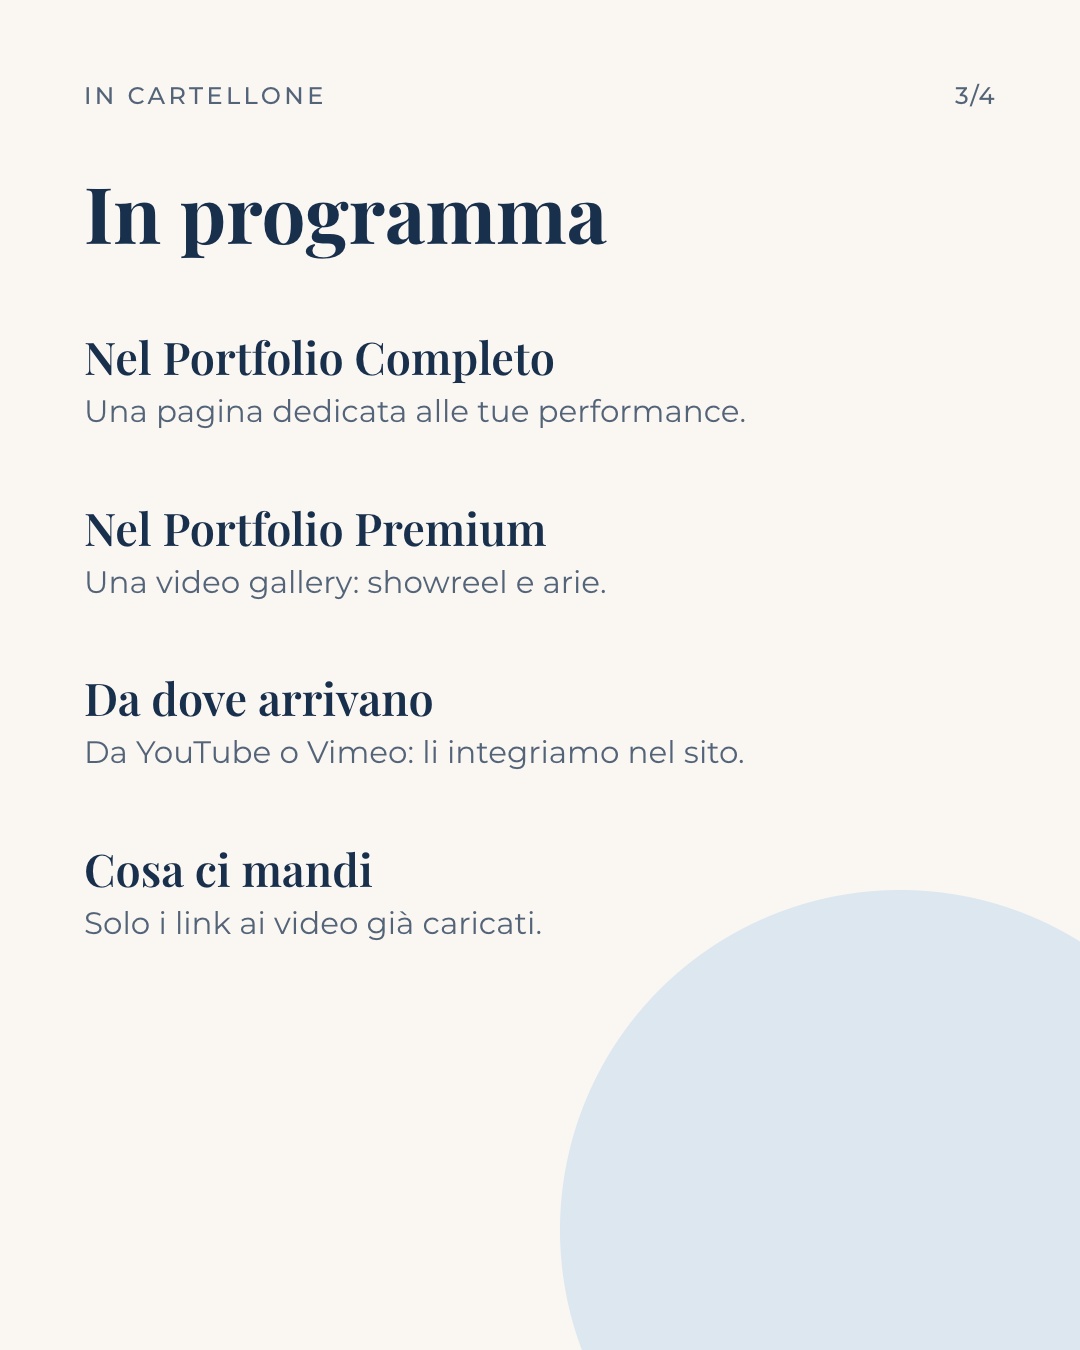 IN CARTELLONE
3/4
In programma
Nel Portfolio Completo
Una pagina dedicata alle tue performance.
Nel Portfolio Premium
Una video gallery: showreel e arie.
Da dove arrivano
Da YouTube o Vimeo: li integriamo nel sito.
Cosa ci mandi
Solo i link ai video già caricati.